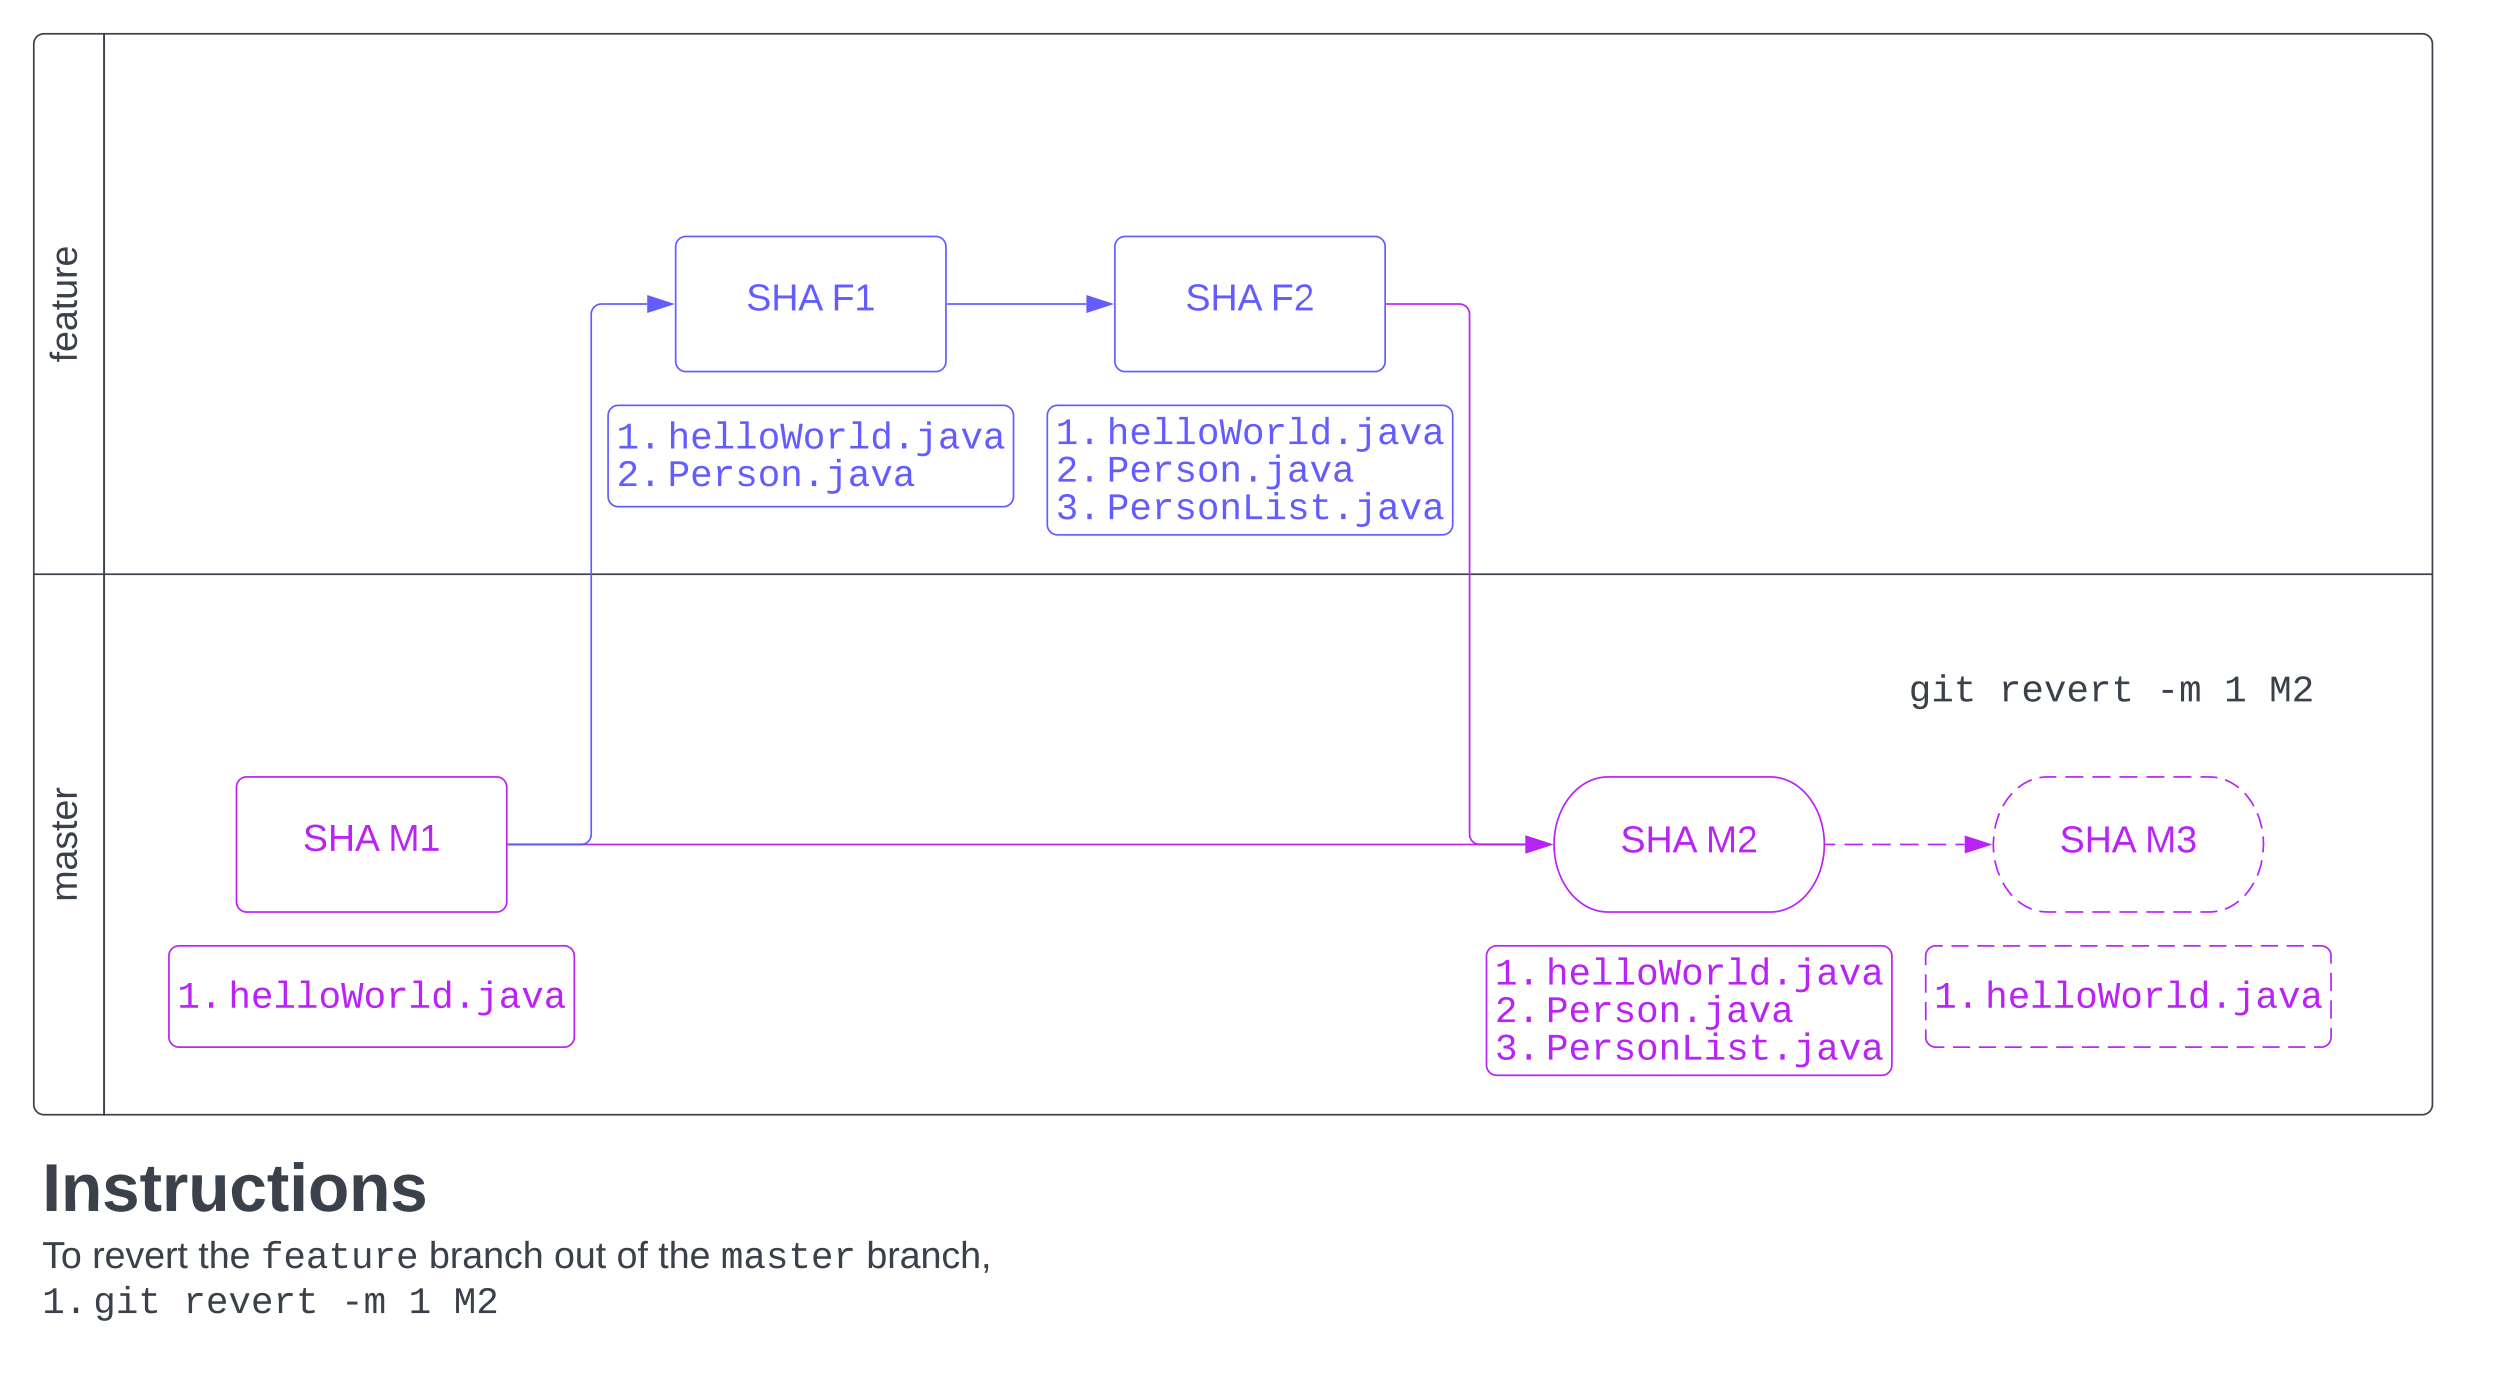 feature
SHA F1
SHA F2
1. helloWorld.java
2. Person.java
1. helloWorld.java
2. Person.java
3. PersonList.java
master
git revert -m 1 M2
SHA M1
SHA M2
SHA M3
1. helloWorld.java
1. helloWorld.java
2. Person.java
3. PersonList.java
1. helloWorld.java
Instructions
To revert the feature branch out of the master branch,
1. git revert -m 1 M2